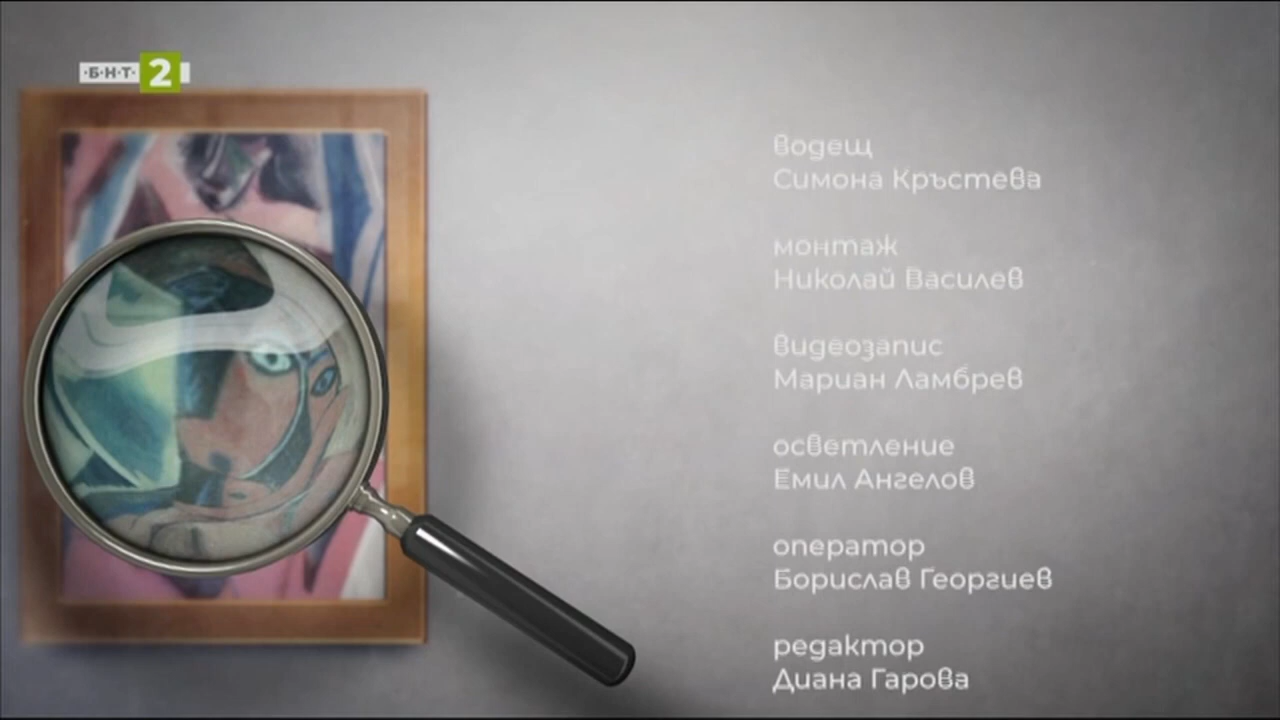 ·БНТ· 2
водещ
Симона Кръстева
монтаж
Николай Василев
видеозапис
Мариан Ламбрев
осветление
Емил Ангелов
оператор
Борислав Георгиев
редактор
Диана Гарова